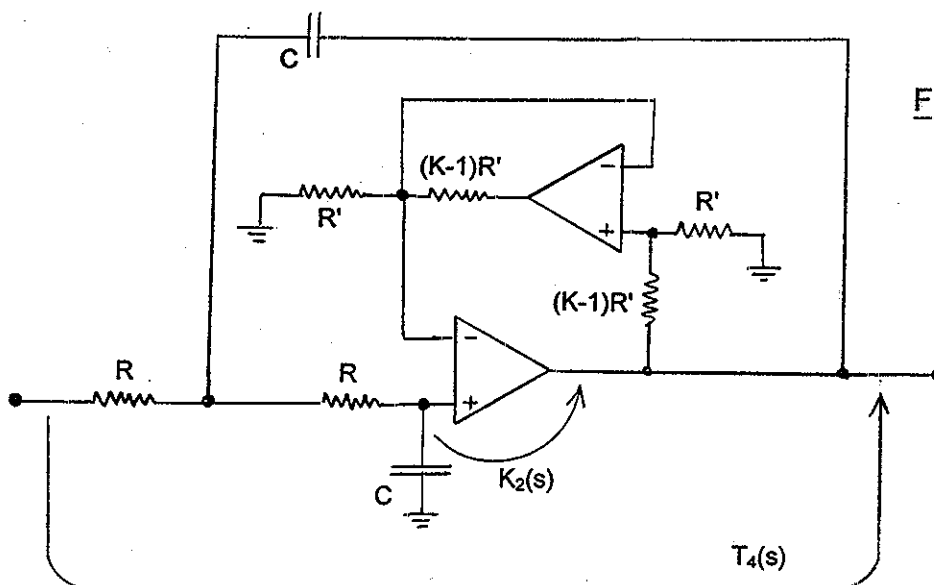 C
F
(K-1)R'
-
R'
R'
+
(K-1)R'
-
R
R
+
K₂(s)
C
T₄(s)